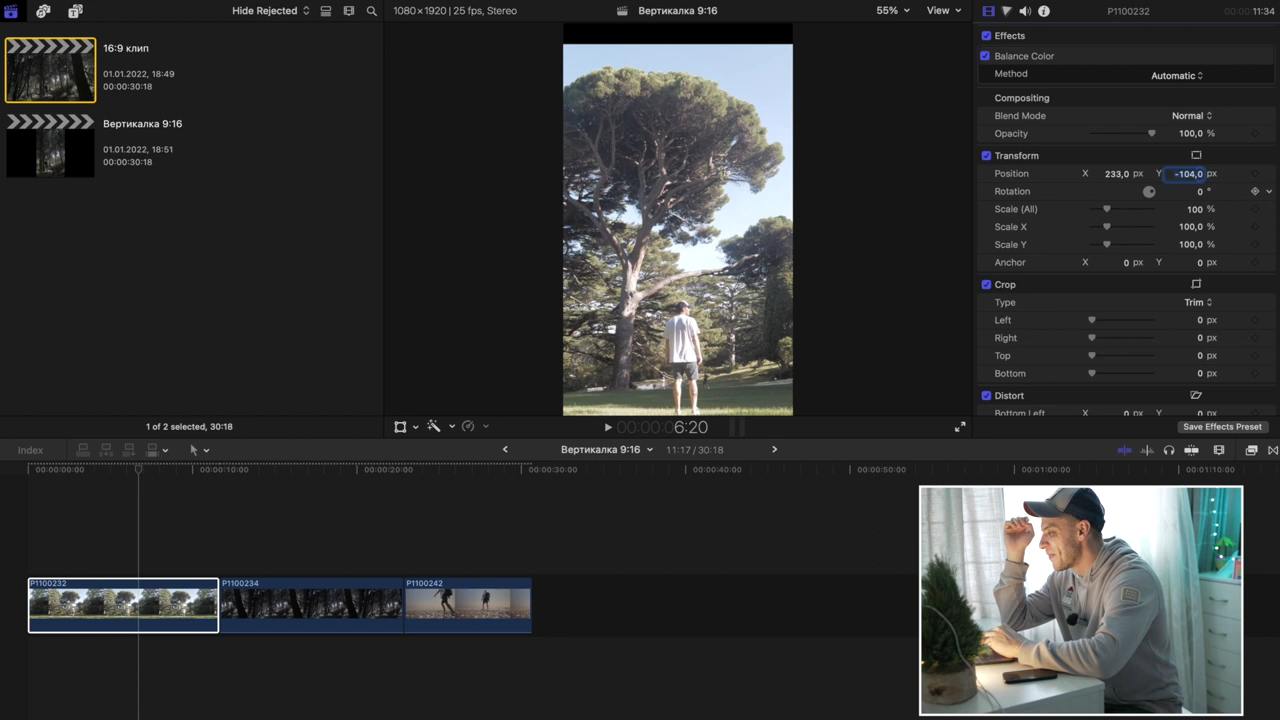 Hide Rejected
1080×1920 | 25 fps, Stereo
Вертикалка 9:16
55%
View
P1100232
00:00:11:34
16:9 клип
01.01.2022, 18:49
00:00:30:18
Вертикалка 9:16
01.01.2022, 18:51
00:00:30:18
1 of 2 selected, 30:18
00:00:00:06:20
Effects
Balance Color
Method Automatic
Compositing
Blend Mode Normal
Opacity 100,0 %
Transform
Position X 233,0 px Y -104,0 px
Rotation 0 °
Scale (All) 100 %
Scale X 100,0 %
Scale Y 100,0 %
Anchor X 0 px Y 0 px
Crop
Type Trim
Left 0 px
Right 0 px
Top 0 px
Bottom 0 px
Distort
Bottom Left X 0 px Y 0 px
Save Effects Preset
Index
Вертикалка 9:16
11:17 / 30:18
00:00:00:00 00:00:10:00 00:00:20:00 00:00:30:00 00:00:40:00 00:00:50:00 00:01:00:00 00:01:10:00
P1100232 P1100234 P1100242